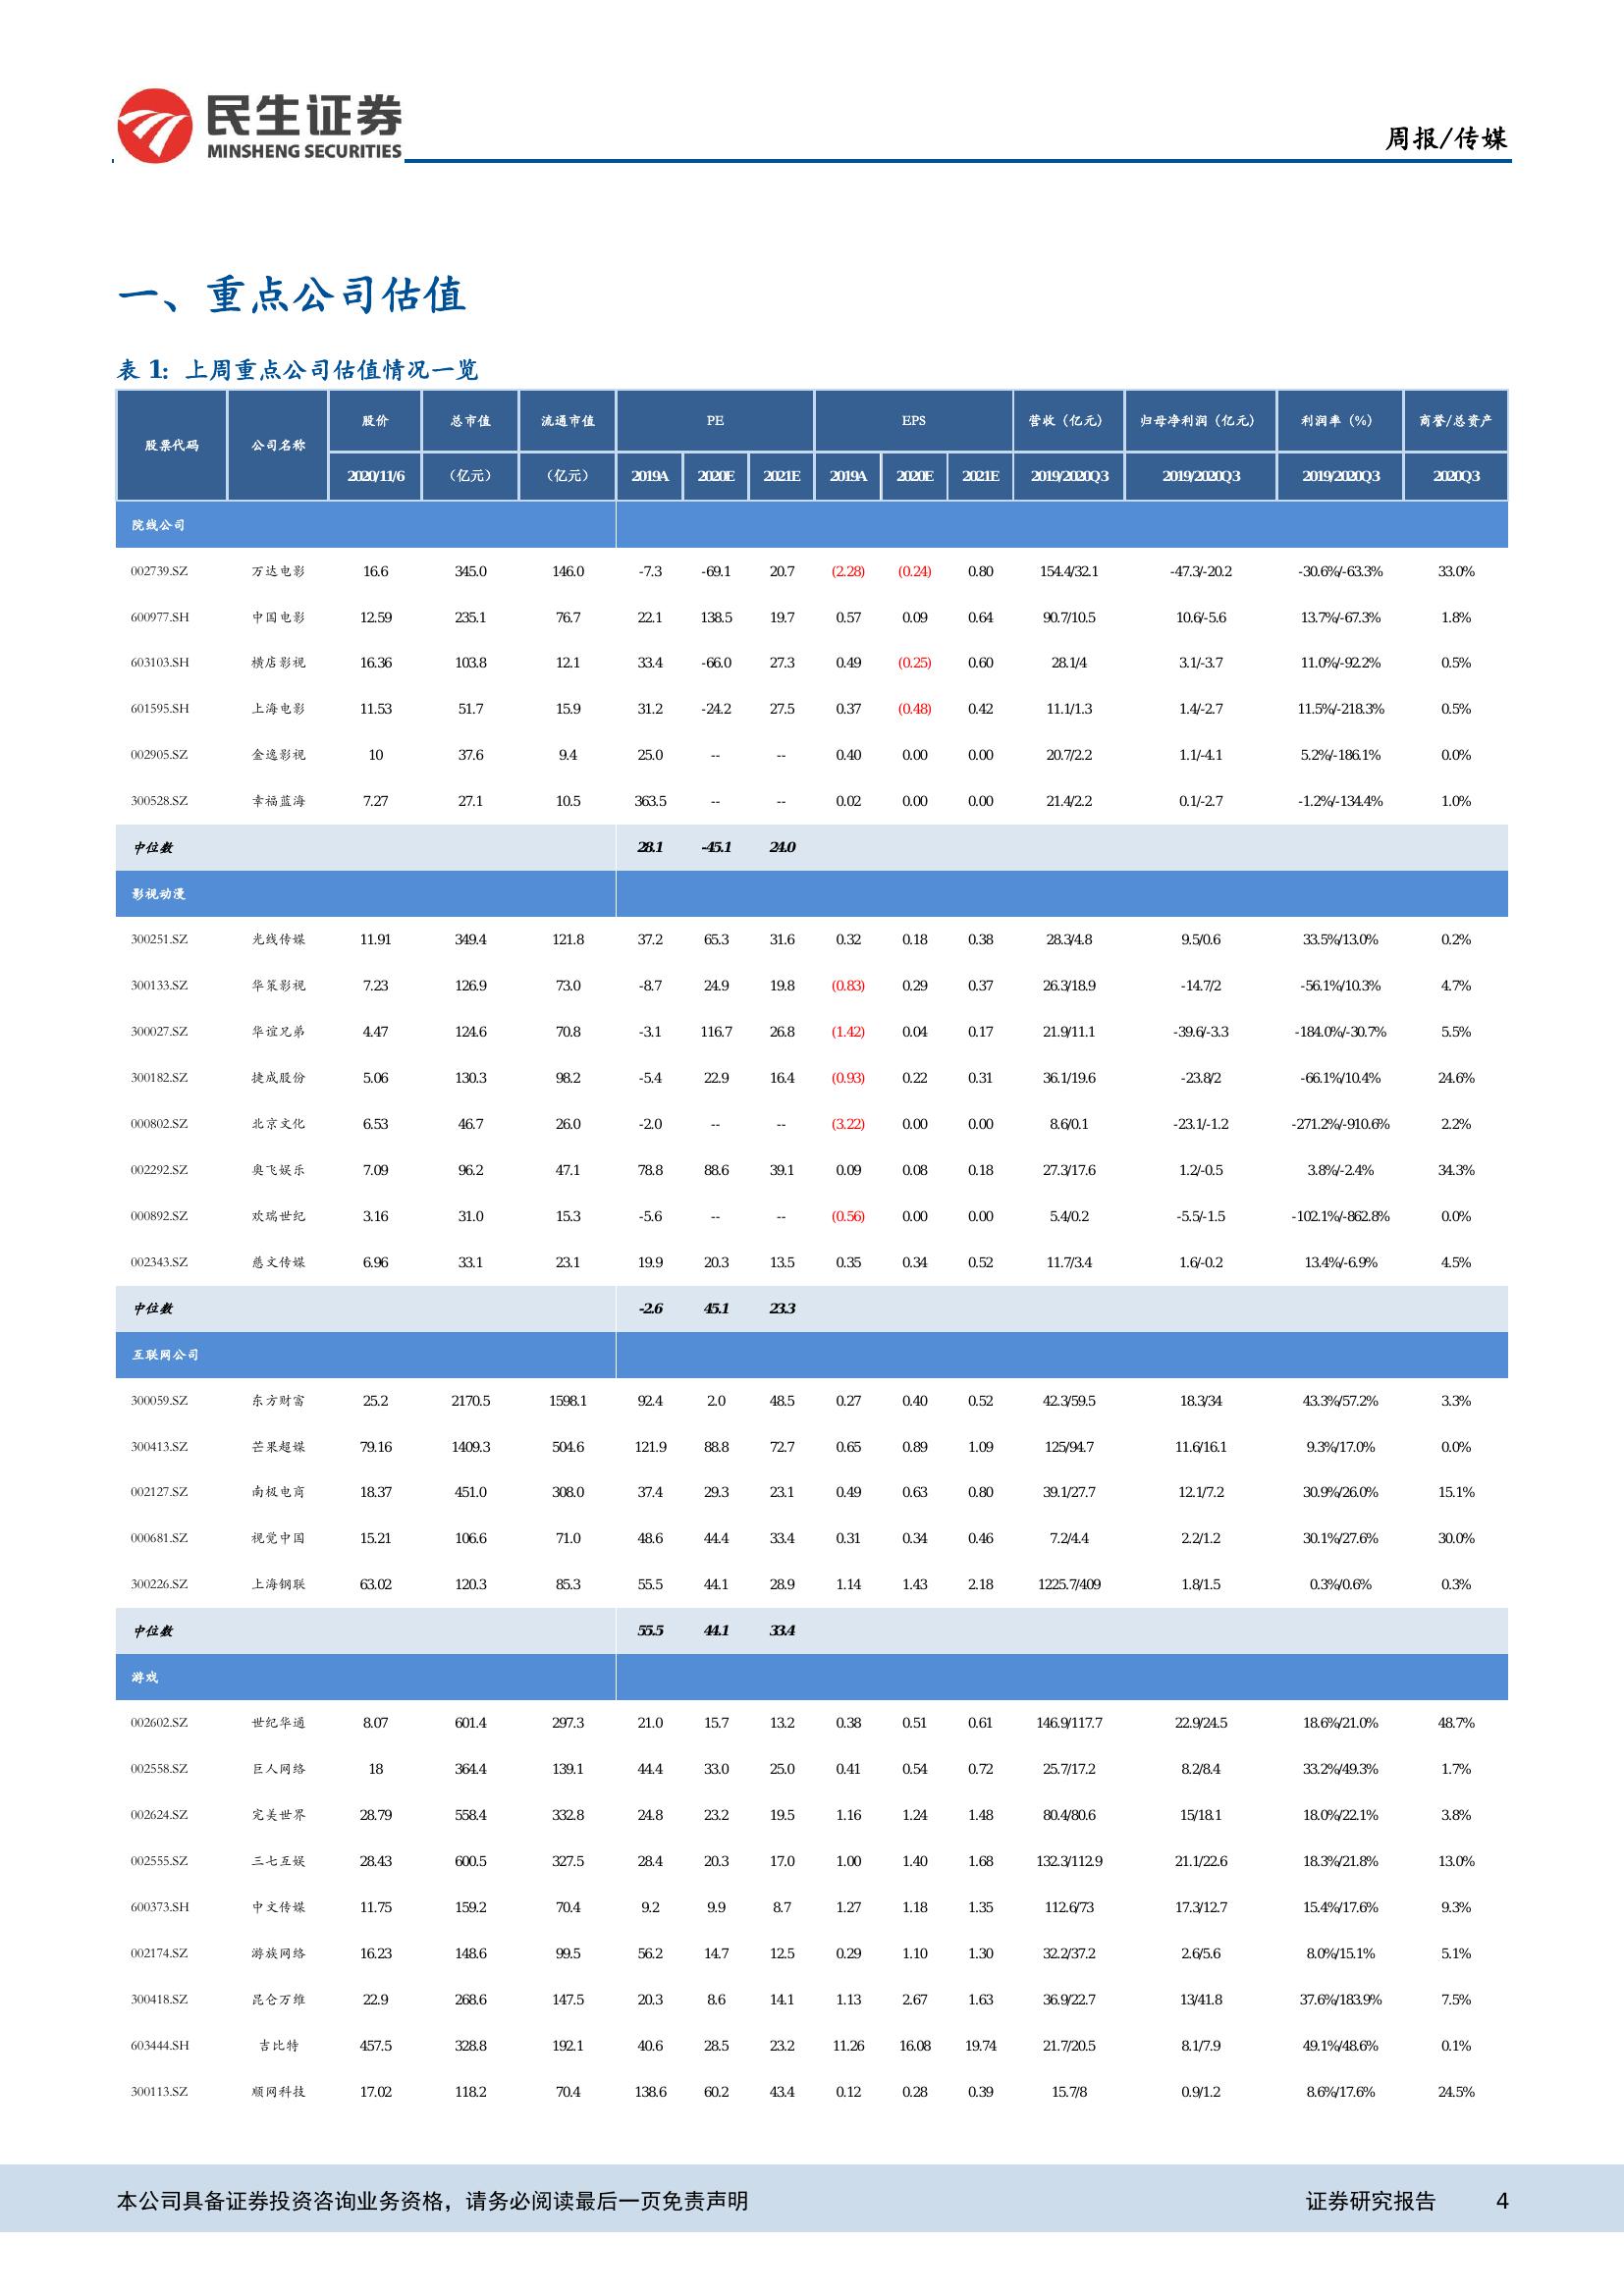 民生证券
MINSHENG SECURITIES
周报/传媒
一、重点公司估值
表 1: 上周重点公司估值情况一览
股票代码 公司名称 股价 总市值 流通市值 PE EPS 营收（亿元） 归母净利润（亿元） 利润率（%） 商誉/总资产
2020/11/6 （亿元） （亿元） 2019A 2020E 2021E 2019A 2020E 2021E 2019/2020Q3 2019/2020Q3 2019/2020Q3 2020Q3
院线公司
002739.SZ 万达电影 16.6 345.0 146.0 -7.3 -69.1 20.7 (2.28) (0.24) 0.80 154.4/32.1 -47.3/-20.2 -30.6%/-63.3% 33.0%
600977.SH 中国电影 12.59 235.1 76.7 22.1 138.5 19.7 0.57 0.09 0.64 90.7/10.5 10.6/-5.6 13.7%/-67.3% 1.8%
603103.SH 横店影视 16.36 103.8 12.1 33.4 -66.0 27.3 0.49 (0.25) 0.60 28.1/4 3.1/-3.7 11.0%/-92.2% 0.5%
601595.SH 上海电影 11.53 51.7 15.9 31.2 -24.2 27.5 0.37 (0.48) 0.42 11.1/1.3 1.4/-2.7 11.5%/-218.3% 0.5%
002905.SZ 金逸影视 10 37.6 9.4 25.0 -- -- 0.40 0.00 0.00 20.7/2.2 1.1/-4.1 5.2%/-186.1% 0.0%
300528.SZ 幸福蓝海 7.27 27.1 10.5 363.5 -- -- 0.02 0.00 0.00 21.4/2.2 0.1/-2.7 -1.2%/-134.4% 1.0%
中位数 28.1 -45.1 24.0
影视动漫
300251.SZ 光线传媒 11.91 349.4 121.8 37.2 65.3 31.6 0.32 0.18 0.38 28.3/4.8 9.5/0.6 33.5%/13.0% 0.2%
300133.SZ 华策影视 7.23 126.9 73.0 -8.7 24.9 19.8 (0.83) 0.29 0.37 26.3/18.9 -14.7/2 -56.1%/10.3% 4.7%
300027.SZ 华谊兄弟 4.47 124.6 70.8 -3.1 116.7 26.8 (1.42) 0.04 0.17 21.9/11.1 -39.6/-3.3 -184.0%/-30.7% 5.5%
300182.SZ 捷成股份 5.06 130.3 98.2 -5.4 22.9 16.4 (0.93) 0.22 0.31 36.1/19.6 -23.8/2 -66.1%/10.4% 24.6%
000802.SZ 北京文化 6.53 46.7 26.0 -2.0 -- -- (3.22) 0.00 0.00 8.6/0.1 -23.1/-1.2 -271.2%/-910.6% 2.2%
002292.SZ 奥飞娱乐 7.09 96.2 47.1 78.8 88.6 39.1 0.09 0.08 0.18 27.3/17.6 1.2/-0.5 3.8%/-2.4% 34.3%
000892.SZ 欢瑞世纪 3.16 31.0 15.3 -5.6 -- -- (0.56) 0.00 0.00 5.4/0.2 -5.5/-1.5 -102.1%/-862.8% 0.0%
002343.SZ 慈文传媒 6.96 33.1 23.1 19.9 20.3 13.5 0.35 0.34 0.52 11.7/3.4 1.6/-0.2 13.4%/-6.9% 4.5%
中位数 -2.6 45.1 23.3
互联网公司
300059.SZ 东方财富 25.2 2170.5 1598.1 92.4 2.0 48.5 0.27 0.40 0.52 42.3/59.5 18.3/34 43.3%/57.2% 3.3%
300413.SZ 芒果超媒 79.16 1409.3 504.6 121.9 88.8 72.7 0.65 0.89 1.09 125/94.7 11.6/16.1 9.3%/17.0% 0.0%
002127.SZ 南极电商 18.37 451.0 308.0 37.4 29.3 23.1 0.49 0.63 0.80 39.1/27.7 12.1/7.2 30.9%/26.0% 15.1%
000681.SZ 视觉中国 15.21 106.6 71.0 48.6 44.4 33.4 0.31 0.34 0.46 7.2/4.4 2.2/1.2 30.1%/27.6% 30.0%
300226.SZ 上海钢联 63.02 120.3 85.3 55.5 44.1 28.9 1.14 1.43 2.18 1225.7/409 1.8/1.5 0.3%/0.6% 0.3%
中位数 55.5 44.1 33.4
游戏
002602.SZ 世纪华通 8.07 601.4 297.3 21.0 15.7 13.2 0.38 0.51 0.61 146.9/117.7 22.9/24.5 18.6%/21.0% 48.7%
002558.SZ 巨人网络 18 364.4 139.1 44.4 33.0 25.0 0.41 0.54 0.72 25.7/17.2 8.2/8.4 33.2%/49.3% 1.7%
002624.SZ 完美世界 28.79 558.4 332.8 24.8 23.2 19.5 1.16 1.24 1.48 80.4/80.6 15/18.1 18.0%/22.1% 3.8%
002555.SZ 三七互娱 28.43 600.5 327.5 28.4 20.3 17.0 1.00 1.40 1.68 132.3/112.9 21.1/22.6 18.3%/21.8% 13.0%
600373.SH 中文传媒 11.75 159.2 70.4 9.2 9.9 8.7 1.27 1.18 1.35 112.6/73 17.3/12.7 15.4%/17.6% 9.3%
002174.SZ 游族网络 16.23 148.6 99.5 56.2 14.7 12.5 0.29 1.10 1.30 32.2/37.2 2.6/5.6 8.0%/15.1% 5.1%
300418.SZ 昆仑万维 22.9 268.6 147.5 20.3 8.6 14.1 1.13 2.67 1.63 36.9/22.7 13/41.8 37.6%/183.9% 7.5%
603444.SH 吉比特 457.5 328.8 192.1 40.6 28.5 23.2 11.26 16.08 19.74 21.7/20.5 8.1/7.9 49.1%/48.6% 0.1%
300113.SZ 顺网科技 17.02 118.2 70.4 138.6 60.2 43.4 0.12 0.28 0.39 15.7/8 0.9/1.2 8.6%/17.6% 24.5%
本公司具备证券投资咨询业务资格，请务必阅读最后一页免责声明 证券研究报告 4